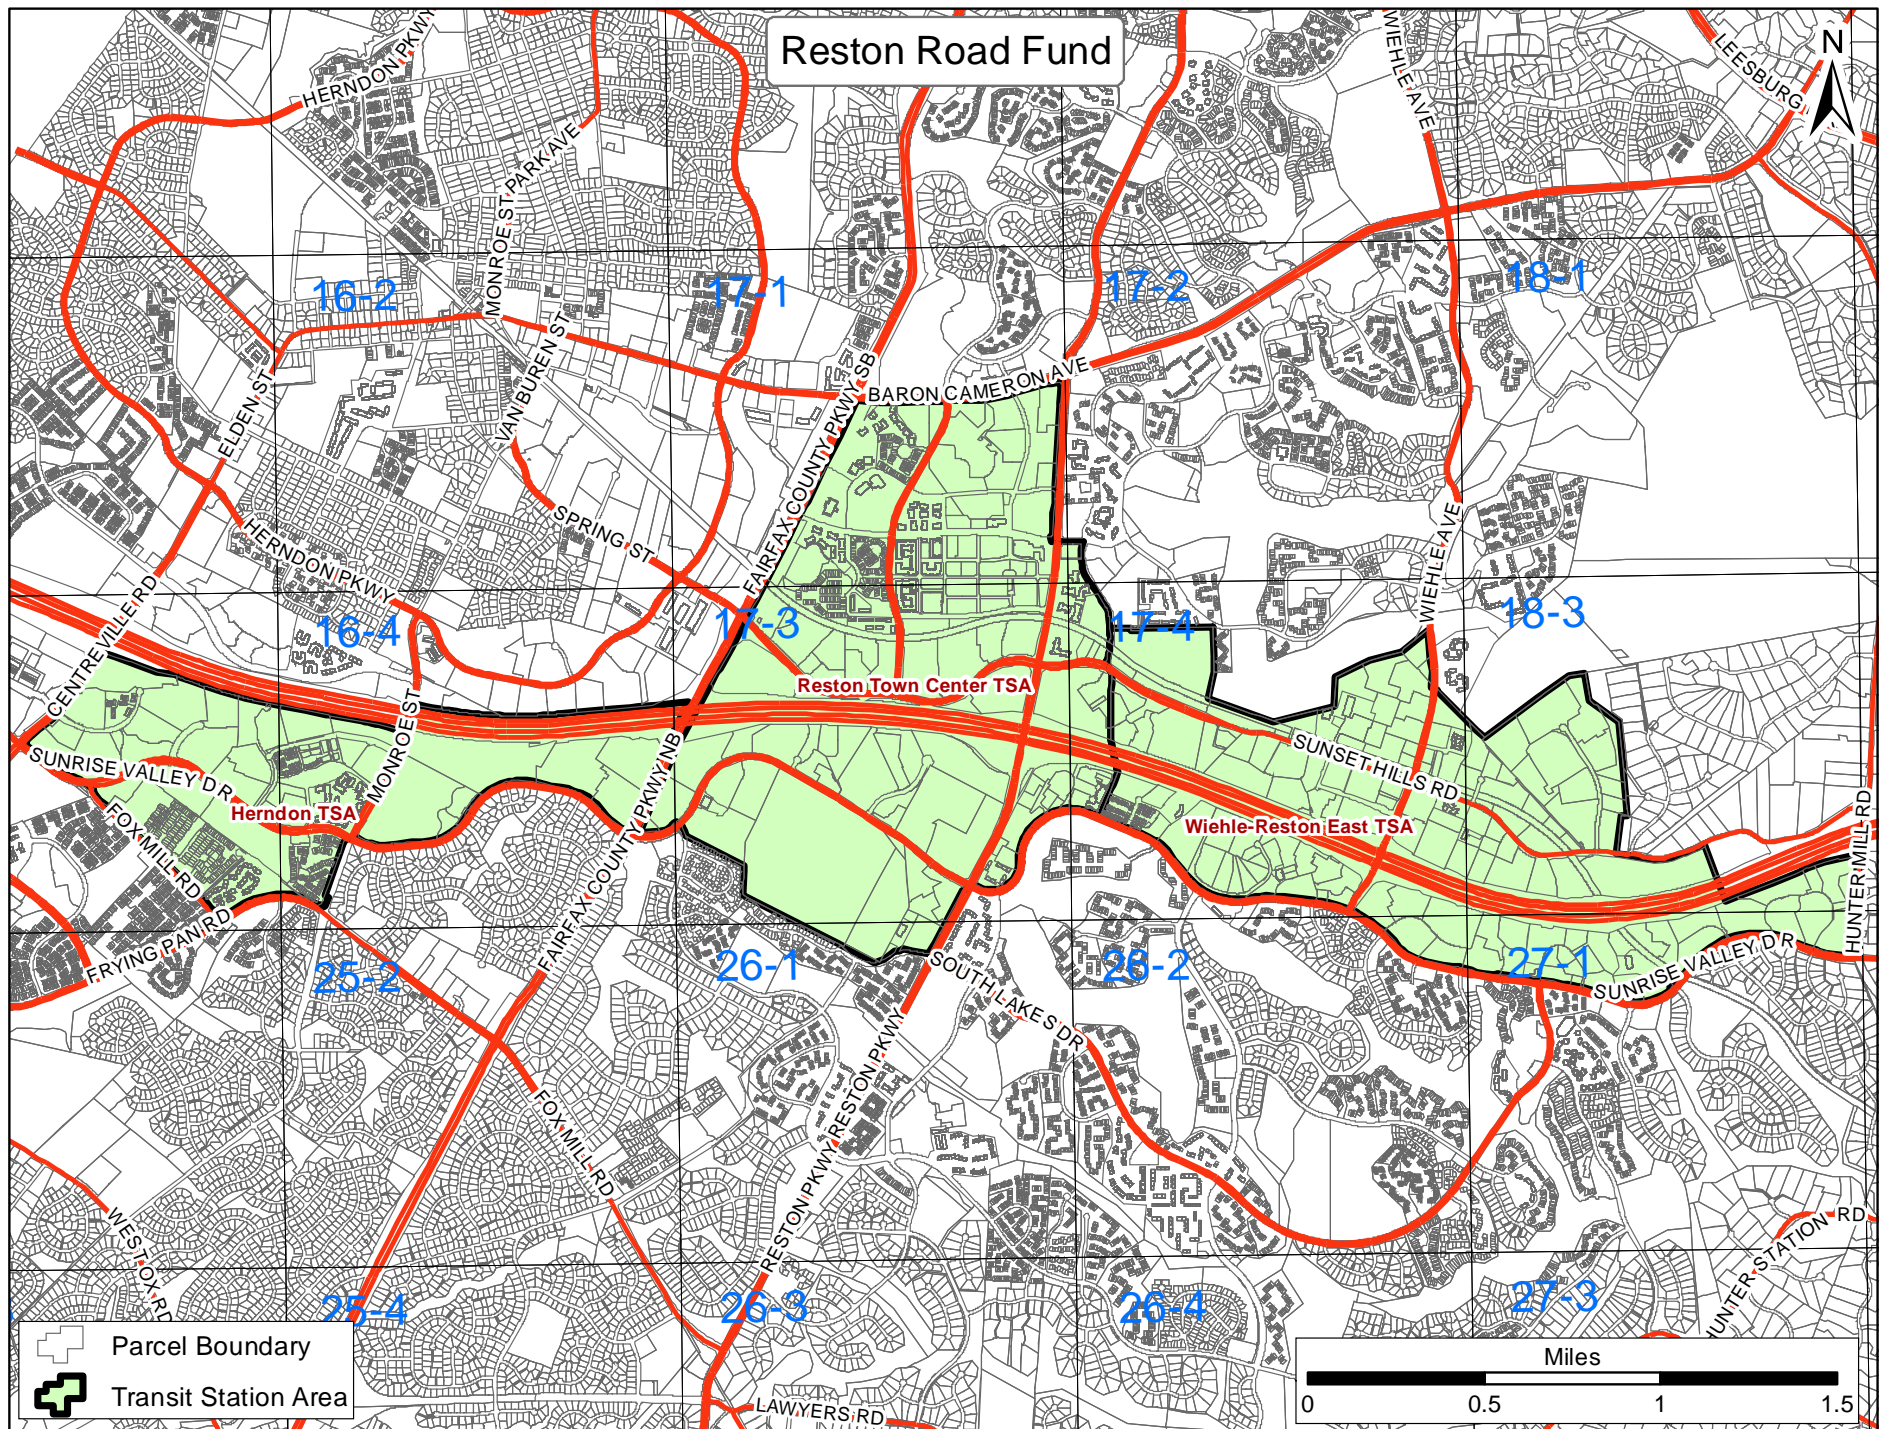 Reston Road Fund
N
HERNDON PKWY
WIEHLE AVE
LEESBURG
MONROE ST
PARK AVE
16-2
17-1
17-2
18-1
ELDEN ST
VAN BUREN ST
FAIRFAX COUNTY PKWY SB
BARON CAMERON AVE
HERNDON PKWY
SPRING ST
WIEHLE AVE
CENTREVILLE RD
16-4
17-3
17-4
18-3
MONROE ST
Reston Town Center TSA
SUNRISE VALLEY DR
Herndon TSA
SUNSET HILLS RD
Wiehle-Reston East TSA
HUNTER MILL RD
FOX MILL RD
FRYING PAN RD
FAIRFAX COUNTY PKWY NB
25-2
26-1
26-2
27-1
SUNRISE VALLEY DR
SOUTH LAKES DR
RESTON PKWY
FOX MILL RD
RESTON PKWY
WEST OX RD
HUNTER STATION RD
25-4
26-3
26-4
27-3
LAWYERS RD
Parcel Boundary
Transit Station Area
Miles
0 0.5 1 1.5